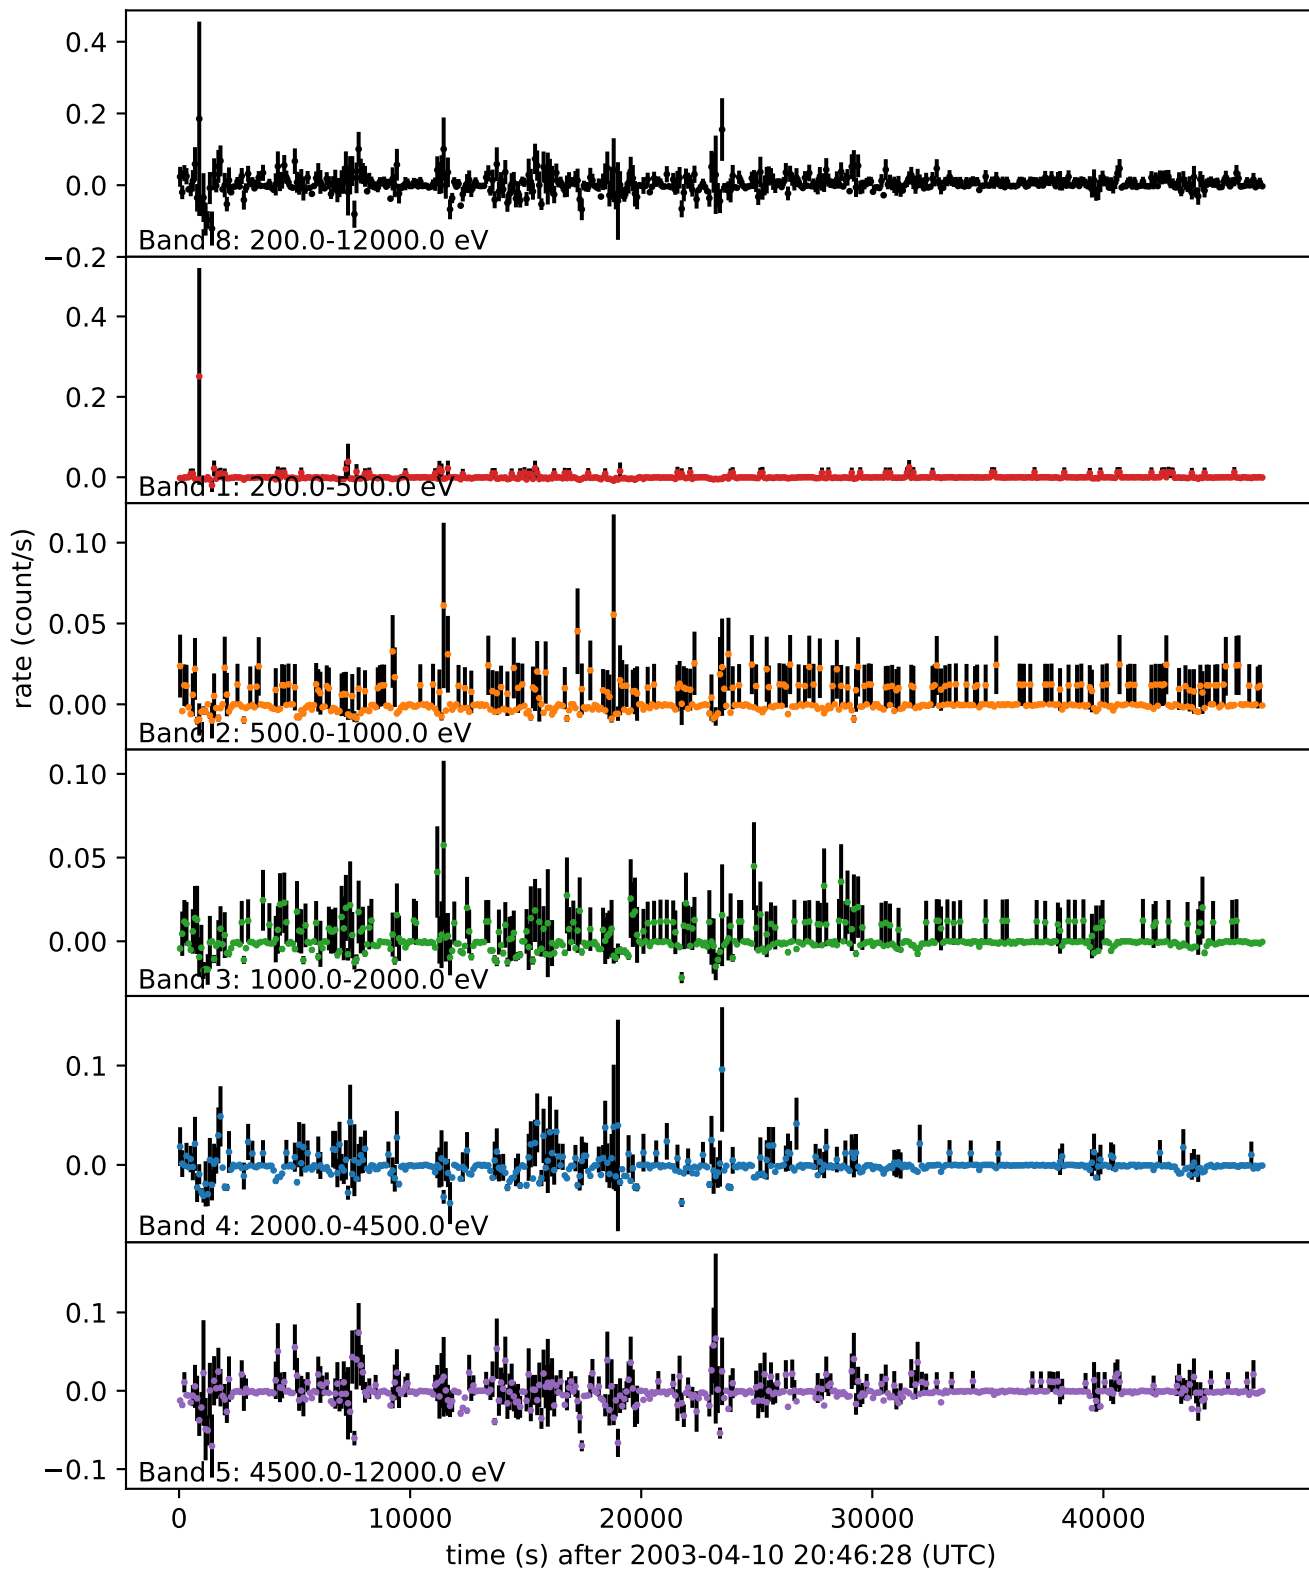 0.4
0.2
0.0
−0.2
Band 8: 200.0-12000.0 eV
0.4
0.2
0.0
Band 1: 200.0-500.0 eV
0.10
0.05
0.00
Band 2: 500.0-1000.0 eV
rate (count/s)
0.10
0.05
0.00
Band 3: 1000.0-2000.0 eV
0.1
0.0
Band 4: 2000.0-4500.0 eV
0.1
0.0
−0.1
Band 5: 4500.0-12000.0 eV
0 10000 20000 30000 40000
time (s) after 2003-04-10 20:46:28 (UTC)